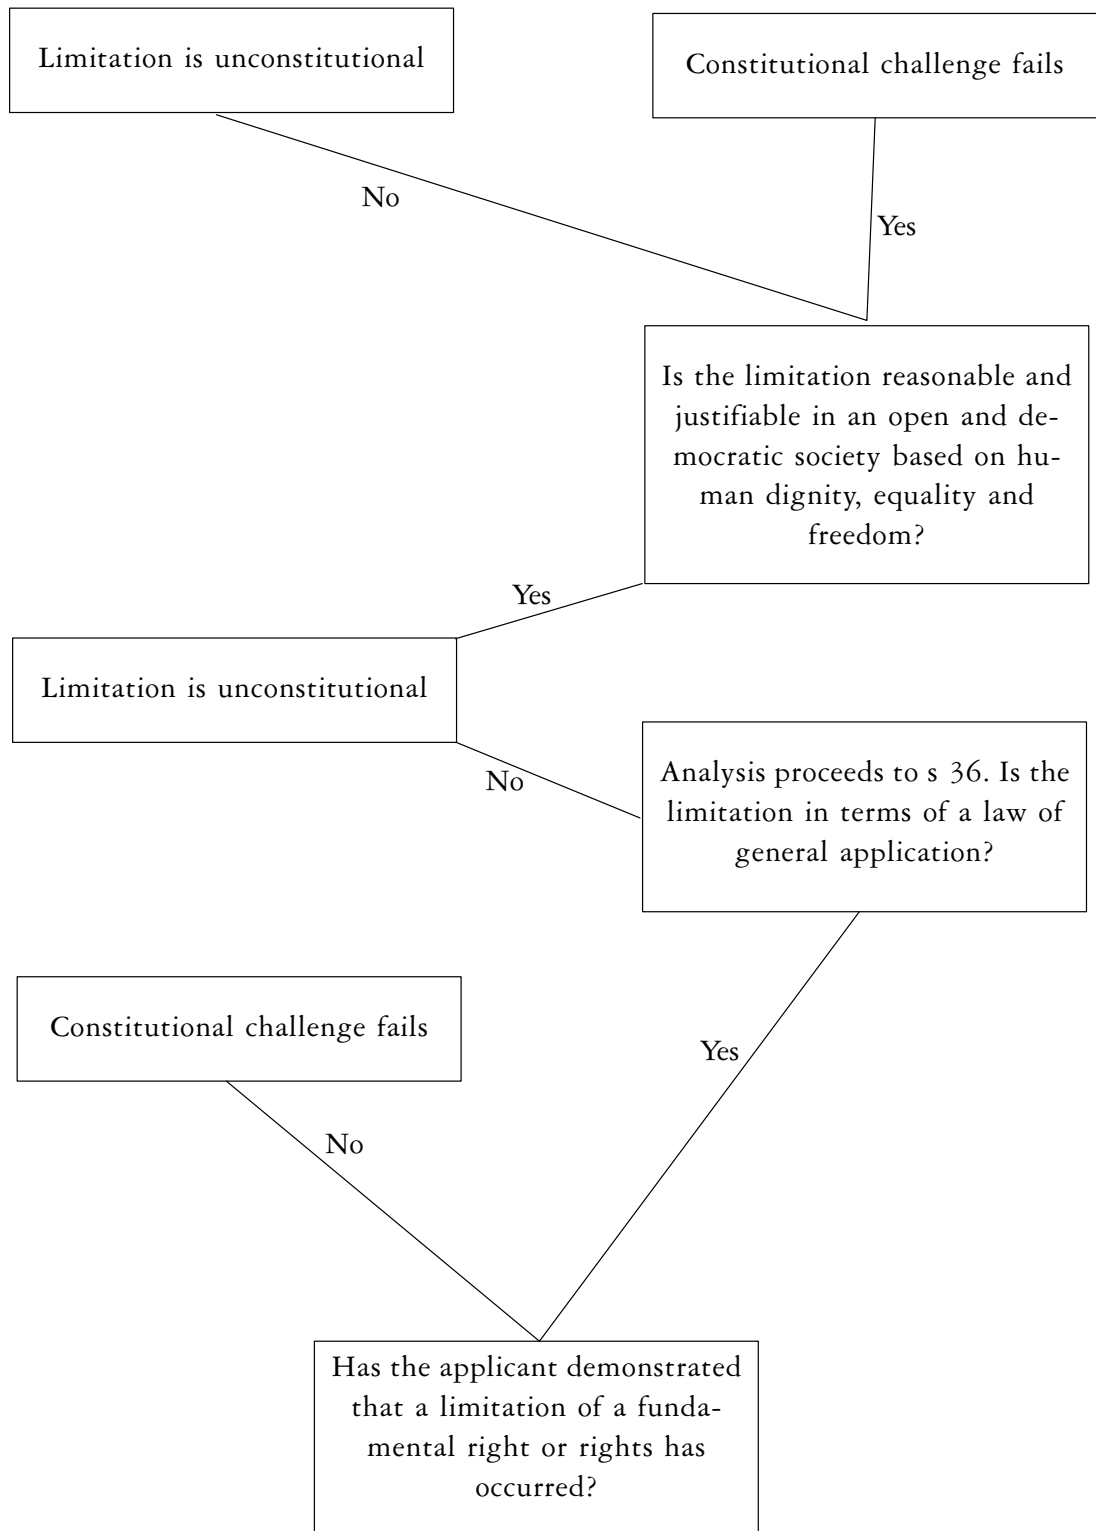 Limitation is unconstitutional
Constitutional challenge fails
No
Yes
Is the limitation reasonable and
justifiable in an open and de-
mocratic society based on hu-
man dignity, equality and
freedom?
Yes
Limitation is unconstitutional
No
Analysis proceeds to s 36. Is the
limitation in terms of a law of
general application?
Constitutional challenge fails
Yes
No
Has the applicant demonstrated
that a limitation of a funda-
mental right or rights has
occurred?